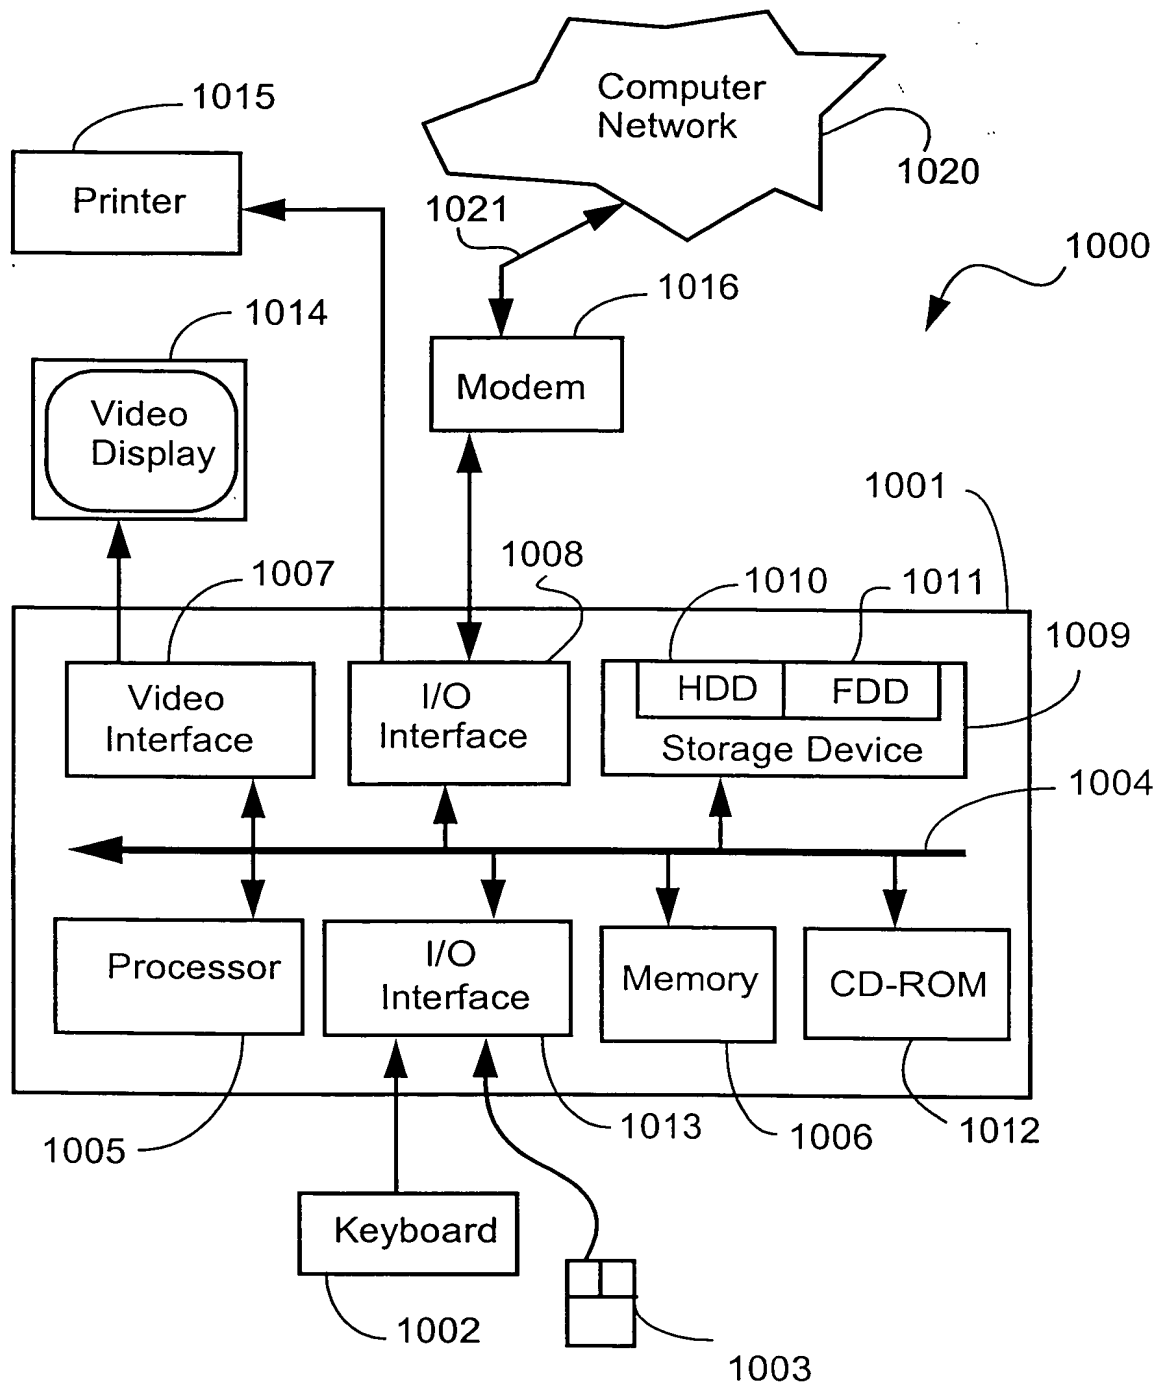 Computer
Network
1015
Printer
1020
1021
1000
1016
1014
Modem
Video
Display
1001
1008
1007
1010
1011
1009
Video
Interface
I/O
Interface
HDD
FDD
Storage Device
1004
Processor
I/O
Interface
Memory
CD-ROM
1005
1013
1006
1012
Keyboard
1002
1003